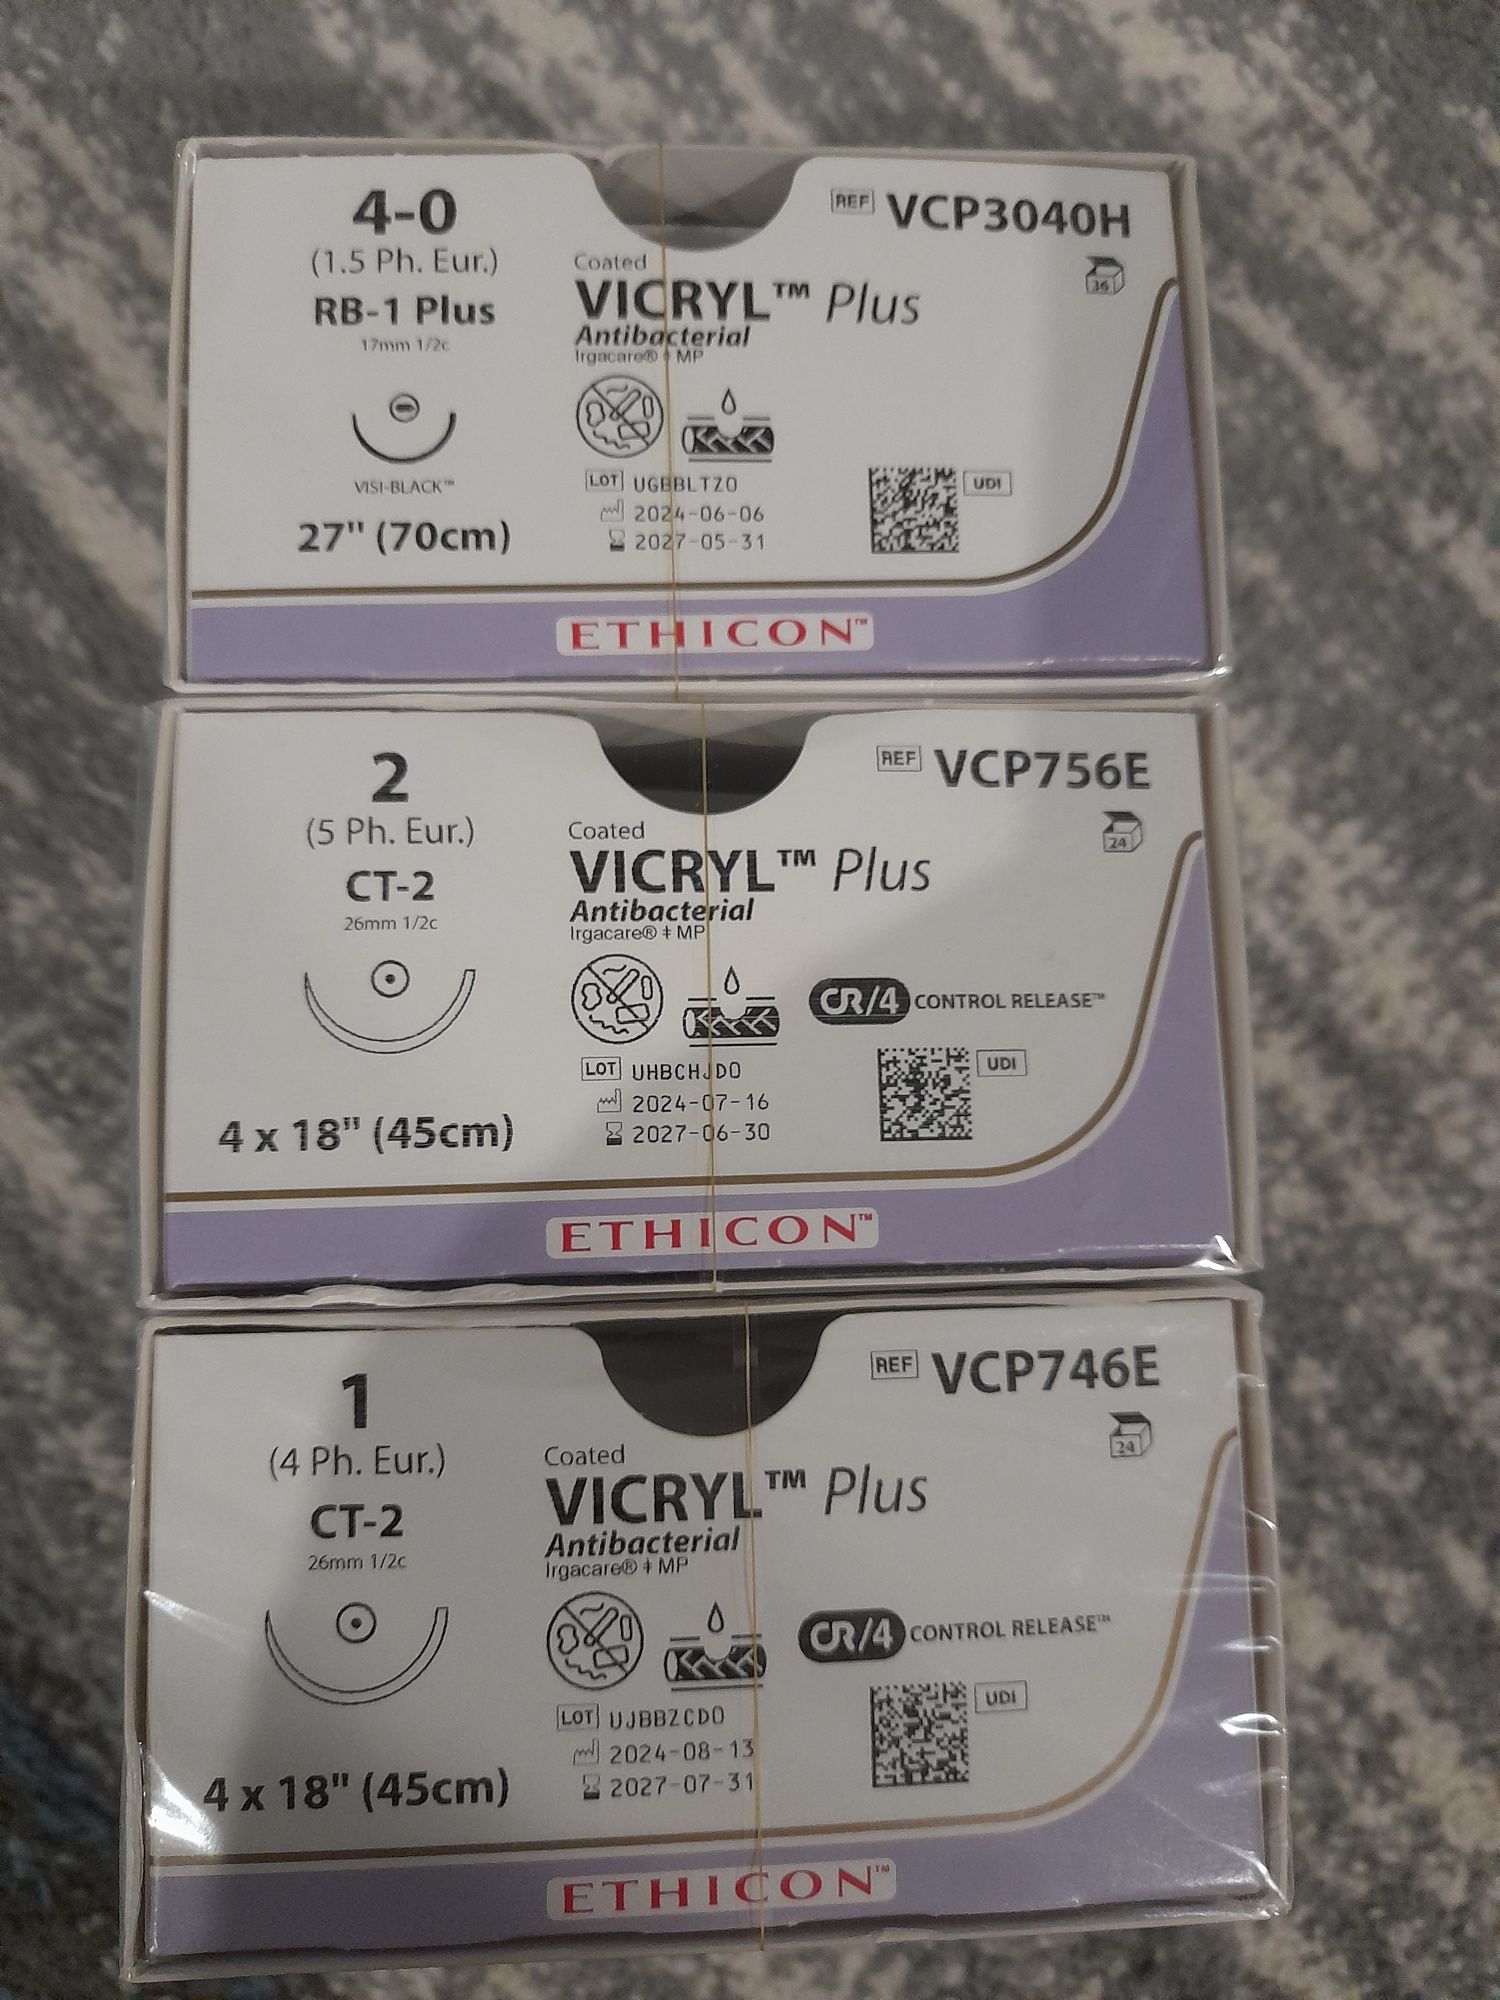 4-0
(1.5 Ph. Eur.)
RB-1 Plus
17mm 1/2c
VISI-BLACK™
27" (70cm)
REF VCP3040H
36
Coated
VICRYL™ Plus
Antibacterial
Irgacare® ǂ MP
LOT UGBBLTZ0
2024-06-06
2027-05-31
UDI
ETHICON™
2
(5 Ph. Eur.)
CT-2
26mm 1/2c
4 x 18" (45cm)
REF VCP756E
24
Coated
VICRYL™ Plus
Antibacterial
Irgacare® ǂ MP
CR/4 CONTROL RELEASE™
LOT UHBCHJD0
2024-07-16
2027-06-30
UDI
ETHICON™
1
(4 Ph. Eur.)
CT-2
26mm 1/2c
4 x 18" (45cm)
REF VCP746E
24
Coated
VICRYL™ Plus
Antibacterial
Irgacare® ǂ MP
CR/4 CONTROL RELEASE™
LOT UJBBZCD0
2024-08-13
2027-07-31
UDI
ETHICON™